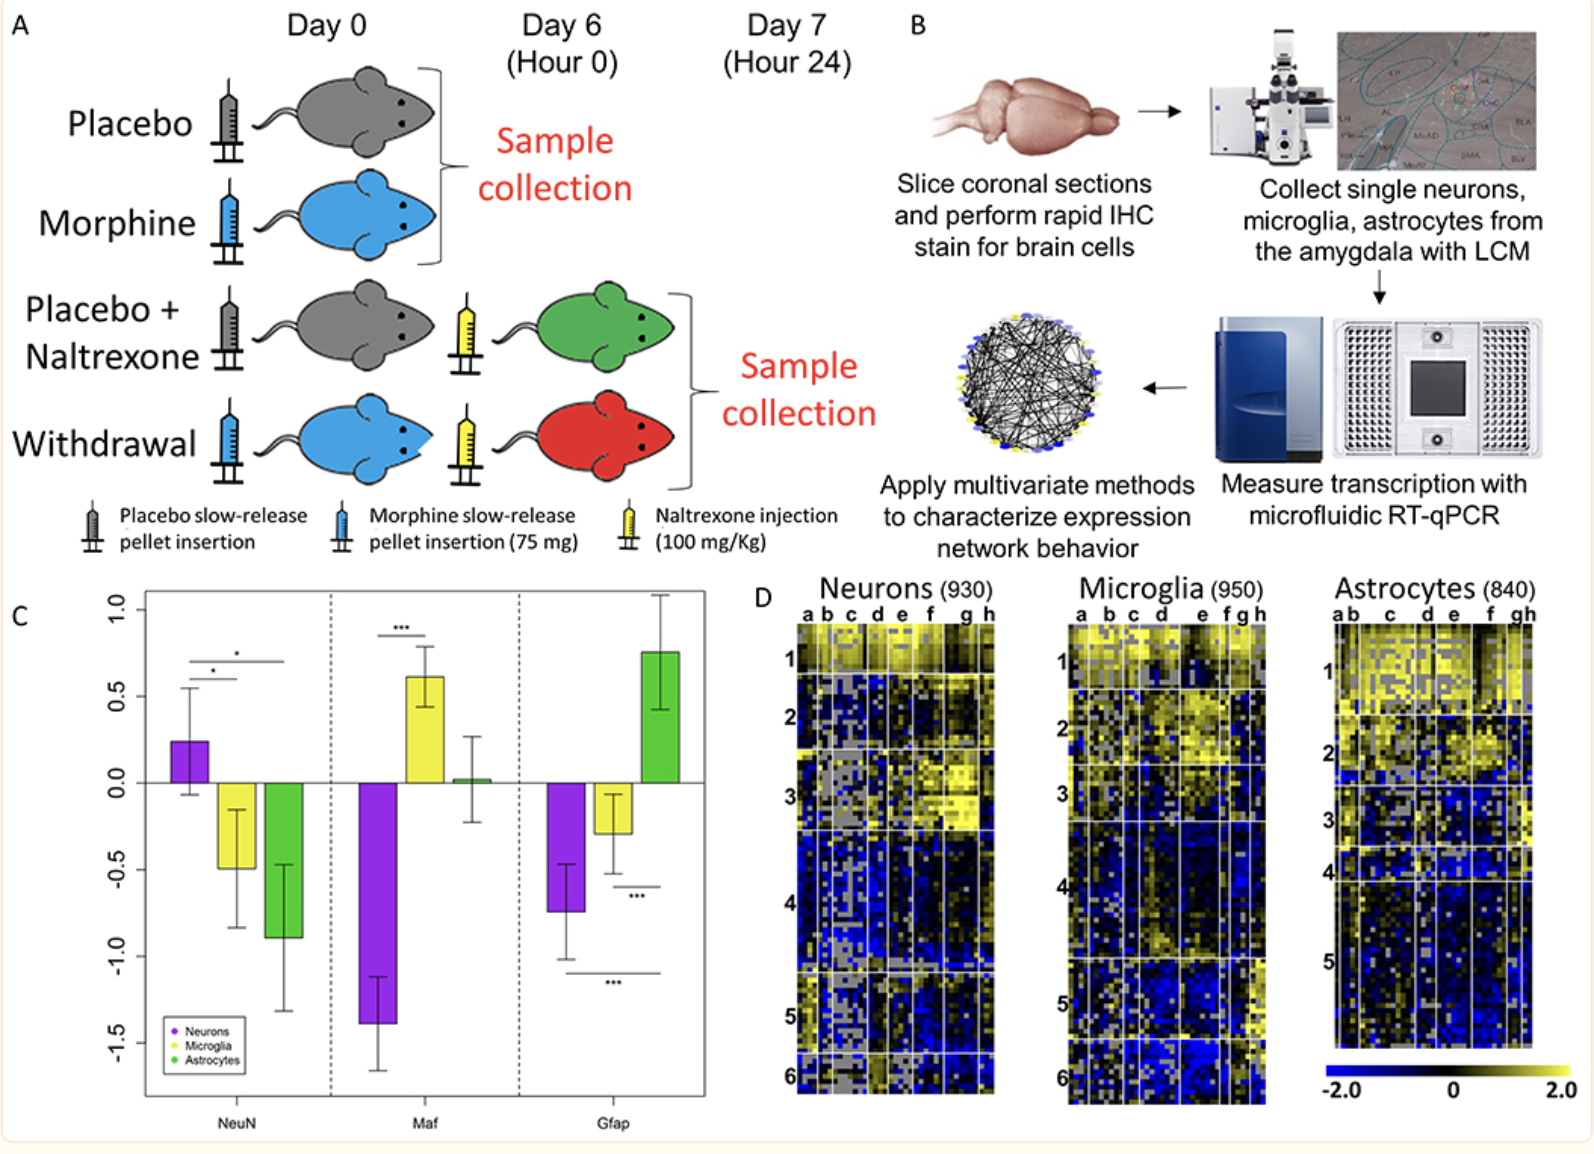 A
Day 0
Day 6
(Hour 0)
Day 7
(Hour 24)
Placebo
Morphine
Sample
collection
Placebo +
Naltrexone
Withdrawal
Sample
collection
Placebo slow-release
pellet insertion
Morphine slow-release
pellet insertion (75 mg)
Naltrexone injection
(100 mg/Kg)
B
Slice coronal sections
and perform rapid IHC
stain for brain cells
Collect single neurons,
microglia, astrocytes from
the amygdala with LCM
Measure transcription with
microfluidic RT-qPCR
Apply multivariate methods
to characterize expression
network behavior
C
1.0
0.5
0.0
-0.5
-1.0
-1.5
*
*
***
***
***
Neurons
Microglia
Astrocytes
NeuN
Maf
Gfap
D
Neurons (930)
a b c d e f g h
1
2
3
4
5
6
Microglia (950)
a b c d e f g h
1
2
3
4
5
6
Astrocytes (840)
a b c d e f g h
1
2
3
4
5
-2.0 0 2.0